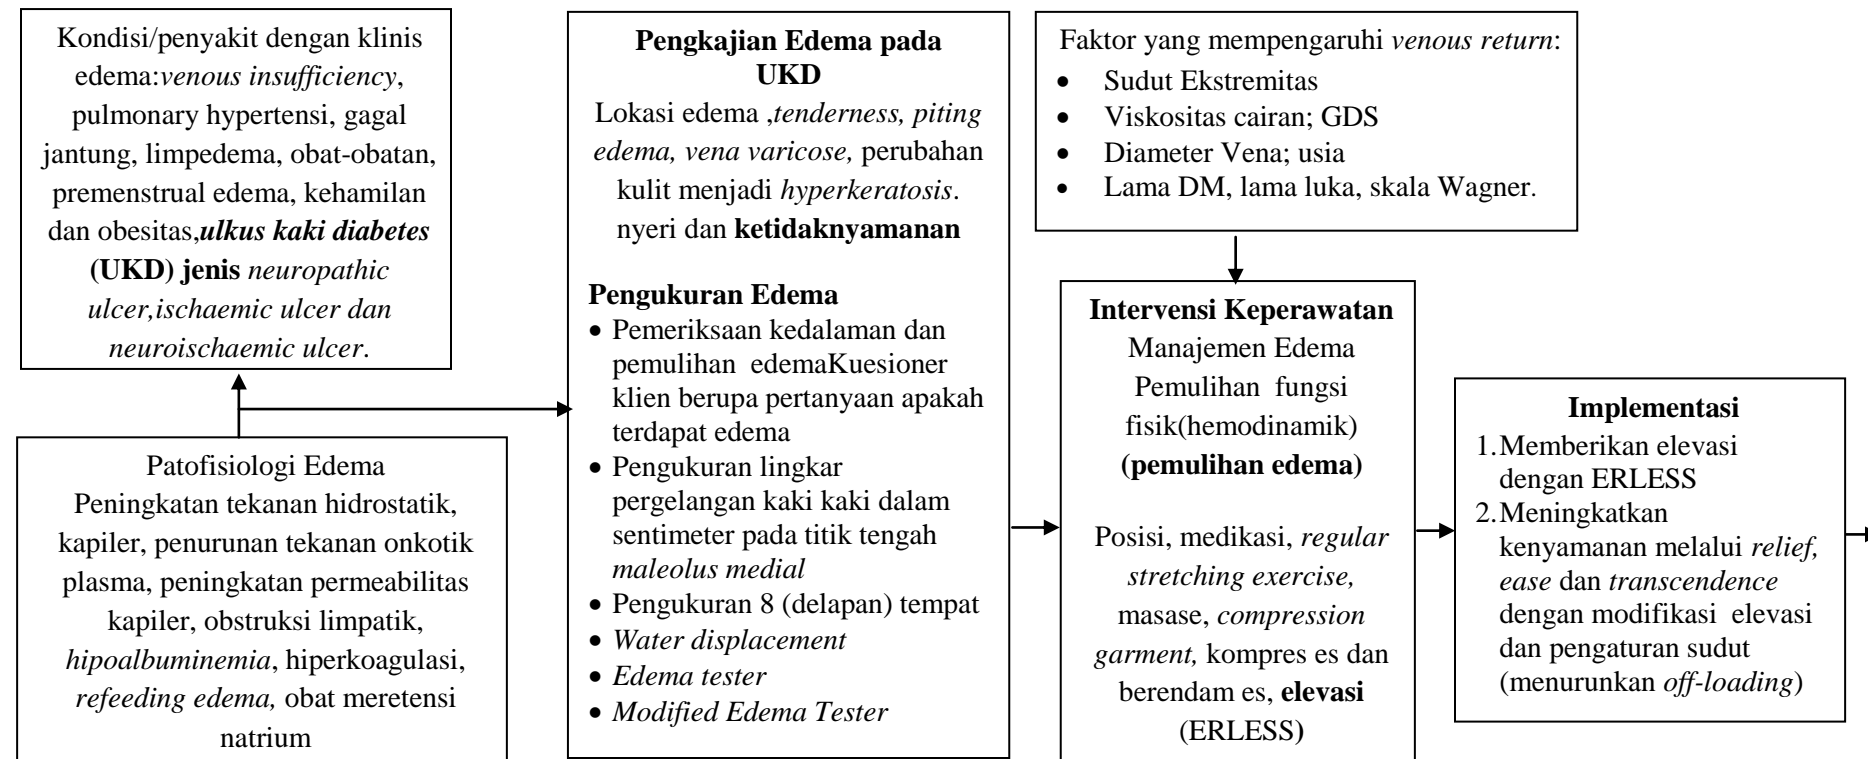 Kondisi/penyakit dengan klinis
edema:venous insufficiency,
pulmonary hypertensi, gagal
jantung, limpedema, obat-obatan,
premenstrual edema, kehamilan
dan obesitas,ulkus kaki diabetes
(UKD) jenis neuropathic
ulcer,ischaemic ulcer dan
neuroischaemic ulcer.
Patofisiologi Edema
Peningkatan tekanan hidrostatik,
kapiler, penurunan tekanan onkotik
plasma, peningkatan permeabilitas
kapiler, obstruksi limpatik,
hipoalbuminemia, hiperkoagulasi,
refeeding edema, obat meretensi
natrium
Pengkajian Edema pada
UKD
Lokasi edema ,tenderness, piting
edema, vena varicose, perubahan
kulit menjadi hyperkeratosis.
nyeri dan ketidaknyamanan
Pengukuran Edema
• Pemeriksaan kedalaman dan
pemulihan edemaKuesioner
klien berupa pertanyaan apakah
terdapat edema
• Pengukuran lingkar
pergelangan kaki kaki dalam
sentimeter pada titik tengah
maleolus medial
• Pengukuran 8 (delapan) tempat
• Water displacement
• Edema tester
• Modified Edema Tester
Faktor yang mempengaruhi venous return:
• Sudut Ekstremitas
• Viskositas cairan; GDS
• Diameter Vena; usia
• Lama DM, lama luka, skala Wagner.
Intervensi Keperawatan
Manajemen Edema
Pemulihan fungsi
fisik(hemodinamik)
(pemulihan edema)
Posisi, medikasi, regular
stretching exercise,
masase, compression
garment, kompres es dan
berendam es, elevasi
(ERLESS)
Implementasi
1.Memberikan elevasi
dengan ERLESS
2.Meningkatkan
kenyamanan melalui relief,
ease dan transcendence
dengan modifikasi elevasi
dan pengaturan sudut
(menurunkan off-loading)